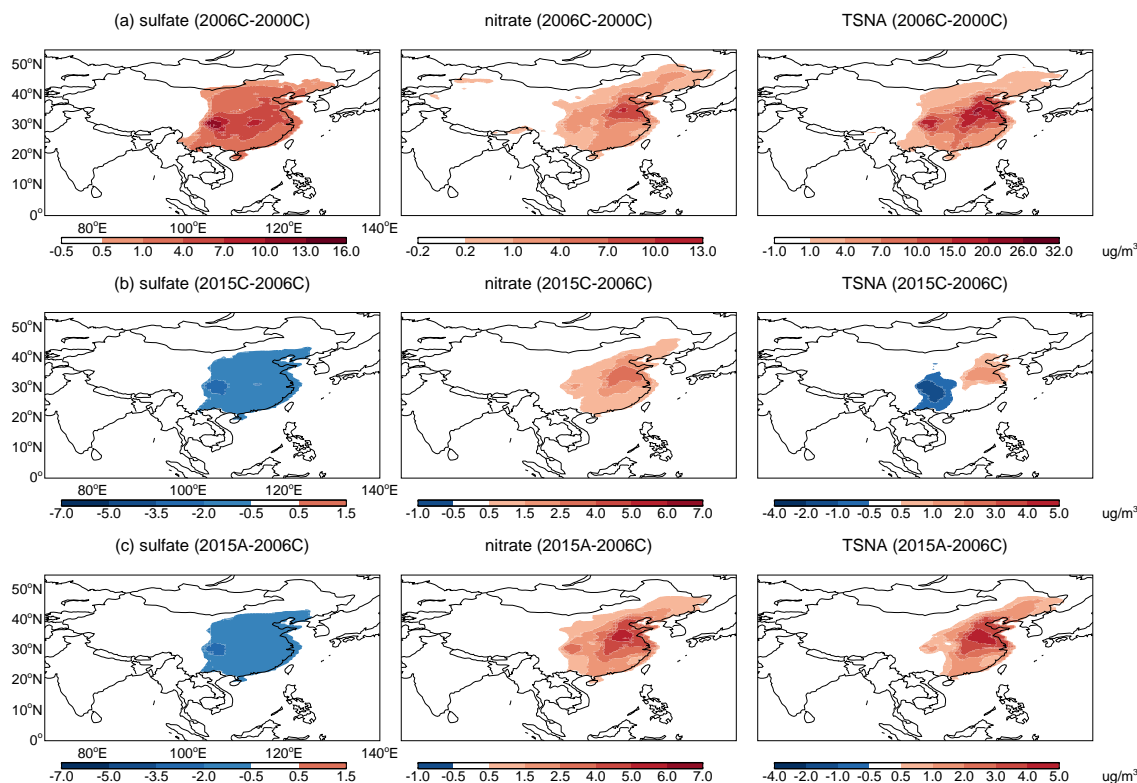 (a) sulfate (2006C-2000C) nitrate (2006C-2000C) TSNA (2006C-2000C)
50°N
40°N
30°N
20°N
10°N
0°
80°E 100°E 120°E 140°E
-0.5 0.5 1.0 4.0 7.0 10.0 13.0 16.0 -0.2 0.2 1.0 4.0 7.0 10.0 13.0 -1.0 1.0 4.0 7.0 10.0 15.0 20.0 26.0 32.0 ug/m³
(b) sulfate (2015C-2006C) nitrate (2015C-2006C) TSNA (2015C-2006C)
50°N
40°N
30°N
20°N
10°N
0°
80°E 100°E 120°E 140°E
-7.0 -5.0 -3.5 -2.0 -0.5 0.5 1.5 -1.0 -0.5 0.5 1.5 2.5 4.0 5.0 6.0 7.0 -4.0 -2.0 -1.0 -0.5 0.5 1.0 2.0 3.0 4.0 5.0 ug/m³
(c) sulfate (2015A-2006C) nitrate (2015A-2006C) TSNA (2015A-2006C)
50°N
40°N
30°N
20°N
10°N
0°
80°E 100°E 120°E 140°E
-7.0 -5.0 -3.5 -2.0 -0.5 0.5 1.5 -1.0 -0.5 0.5 1.5 2.5 4.0 5.0 6.0 7.0 -4.0 -2.0 -1.0 -0.5 0.5 1.0 2.0 3.0 4.0 5.0 ug/m³